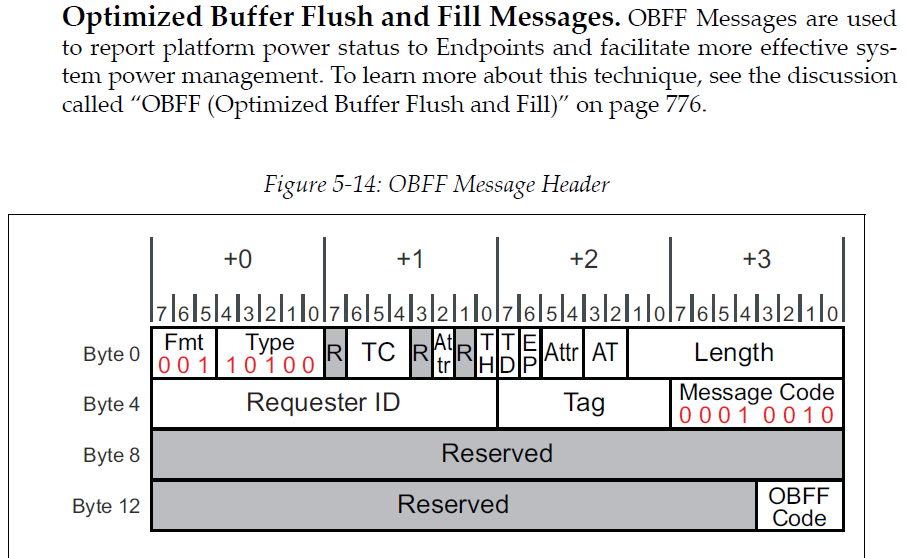 Optimized Buffer Flush and Fill Messages. OBFF Messages are used
to report platform power status to Endpoints and facilitate more effective sys-
tem power management. To learn more about this technique, see the discussion
called “OBFF (Optimized Buffer Flush and Fill)” on page 776.
Figure 5-14: OBFF Message Header
+0 +1 +2 +3
7 6 5 4 3 2 1 0 7 6 5 4 3 2 1 0 7 6 5 4 3 2 1 0 7 6 5 4 3 2 1 0
Byte 0 Fmt 0 0 1 Type 1 0 1 0 0 R TC R Attr R TH TD EP Attr AT Length
Byte 4 Requester ID Tag Message Code 0 0 0 1 0 0 1 0
Byte 8 Reserved
Byte 12 Reserved OBFF Code